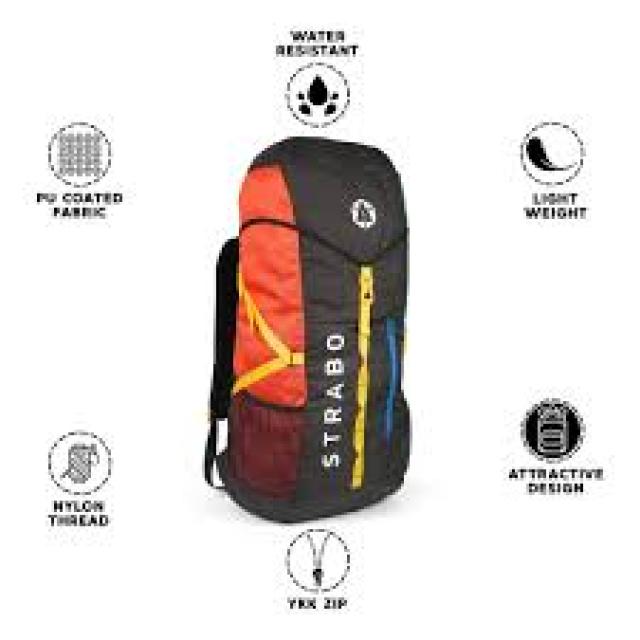 WATER
RESISTANT
PU COATED
FABRIC
LIGHT
WEIGHT
STRABO
ATTRACTIVE
DESIGN
NYLON
THREAD
YKK ZIP